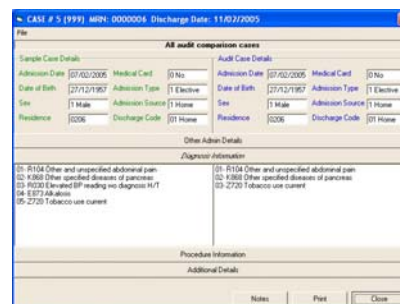 CASE # 5 (999) MRN: 0000006 Discharge Date: 11/02/2005
File
All audit comparison cases
Sample Case Details
Audit Case Details
Admission Date 07/02/2005 Medical Card 0 No
Admission Date 07/02/2005 Medical Card 0 No
Date of Birth 27/12/1957 Admission Type 1 Elective
Date of Birth 27/12/1957 Admission Type 1 Elective
Sex 1 Male Admission Source 1 Home
Sex 1 Male Admission Source 1 Home
Residence 0206 Discharge Code 01 Home
Residence 0206 Discharge Code 01 Home
Other Admin Details
Diagnosis Information
01- R104 Other and unspecified abdominal pain
02- K868 Other specified diseases of pancreas
03- R030 Elevated BP reading wo diagnosis H/T
04- E873 Alkalosis
05- Z720 Tobacco use current
01- R104 Other and unspecified abdominal pain
02- K868 Other specified diseases of pancreas
03- Z720 Tobacco use current
Procedure Information
Additional Details
Notes
Print
Close